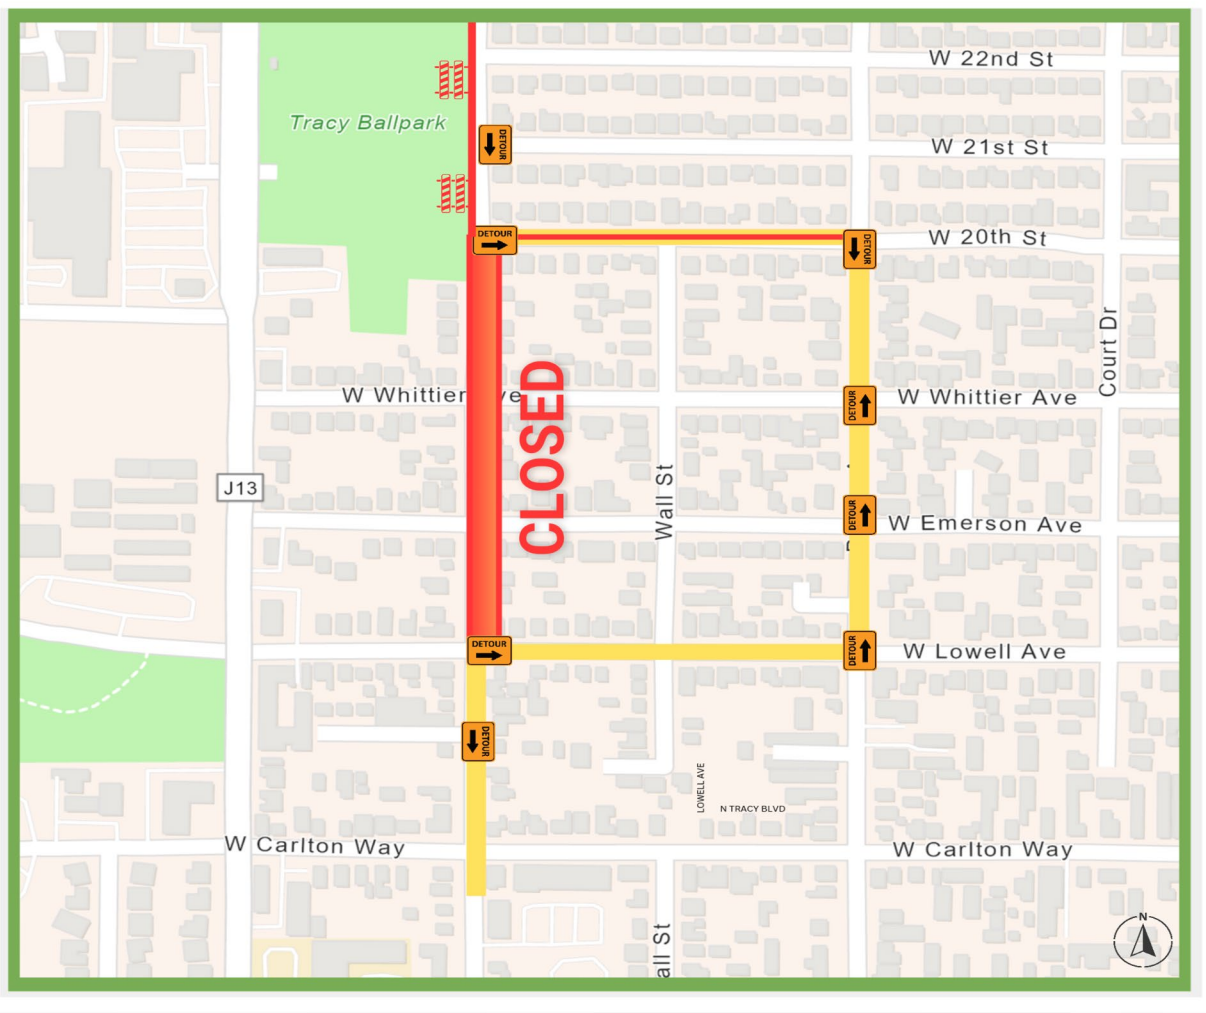 W 22nd St
Tracy Ballpark
DETOUR
W 21st St
DETOUR
DETOUR
W 20th St
Court Dr
W Whittier
ve
DETOUR
W Whittier Ave
CLOSED
J13
Wall St
DETOUR
W Emerson Ave
DETOUR
DETOUR
W Lowell Ave
DETOUR
LOWELL AVE
N TRACY BLVD
W Carlton Way
W Carlton Way
all St
N